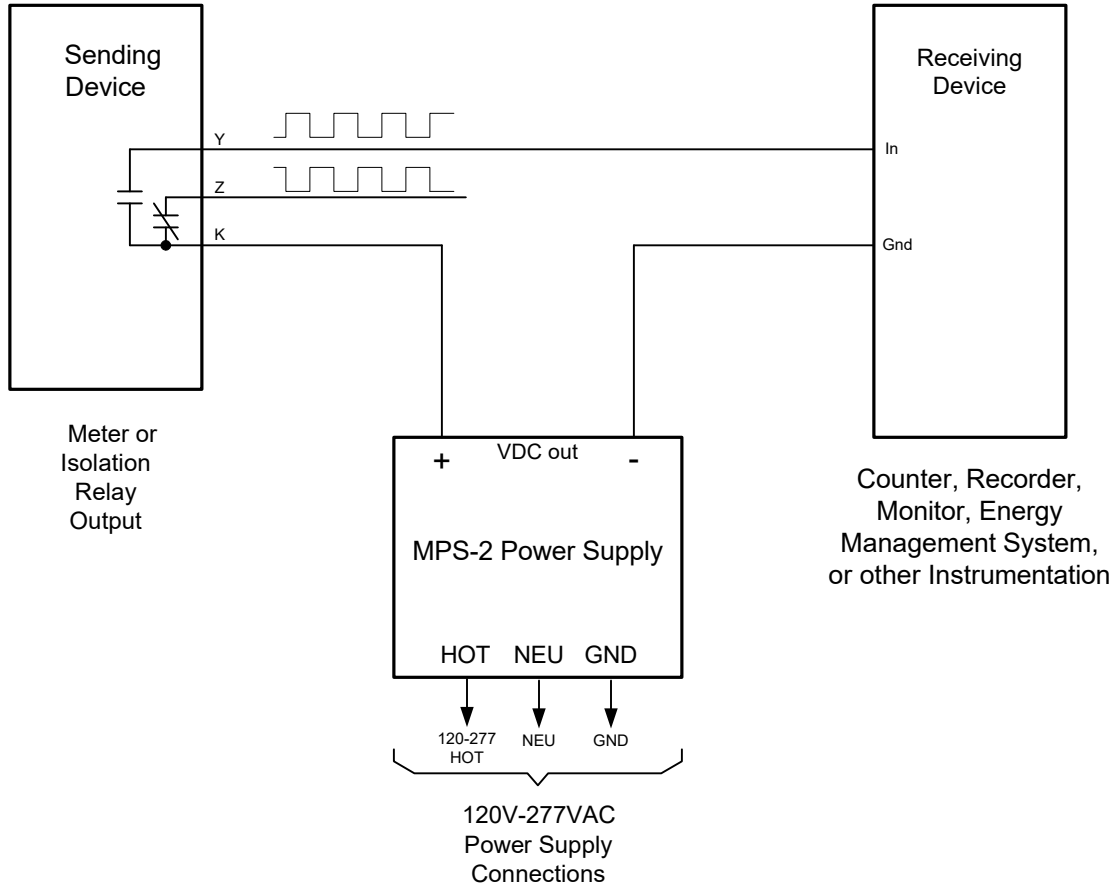 Sending
Device
Receiving
Device
Y
In
Z
K
Gnd
Meter or
Isolation
Relay
Output
+ VDC out -
MPS-2 Power Supply
Counter, Recorder,
Monitor, Energy
Management System,
or other Instrumentation
HOT NEU GND
120-277
HOT
NEU
GND
120V-277VAC
Power Supply
Connections